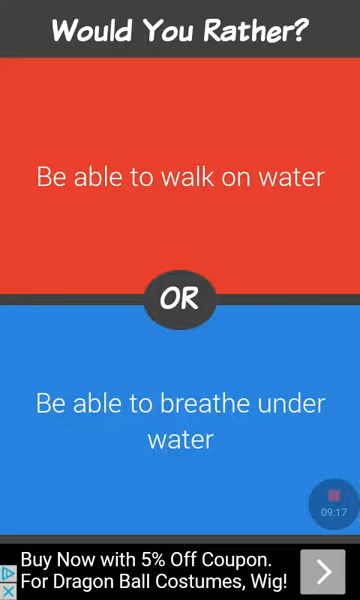 Would You Rather?
Be able to walk on water
OR
Be able to breathe under
water
09:17
Buy Now with 5% Off Coupon.
For Dragon Ball Costumes, Wig!